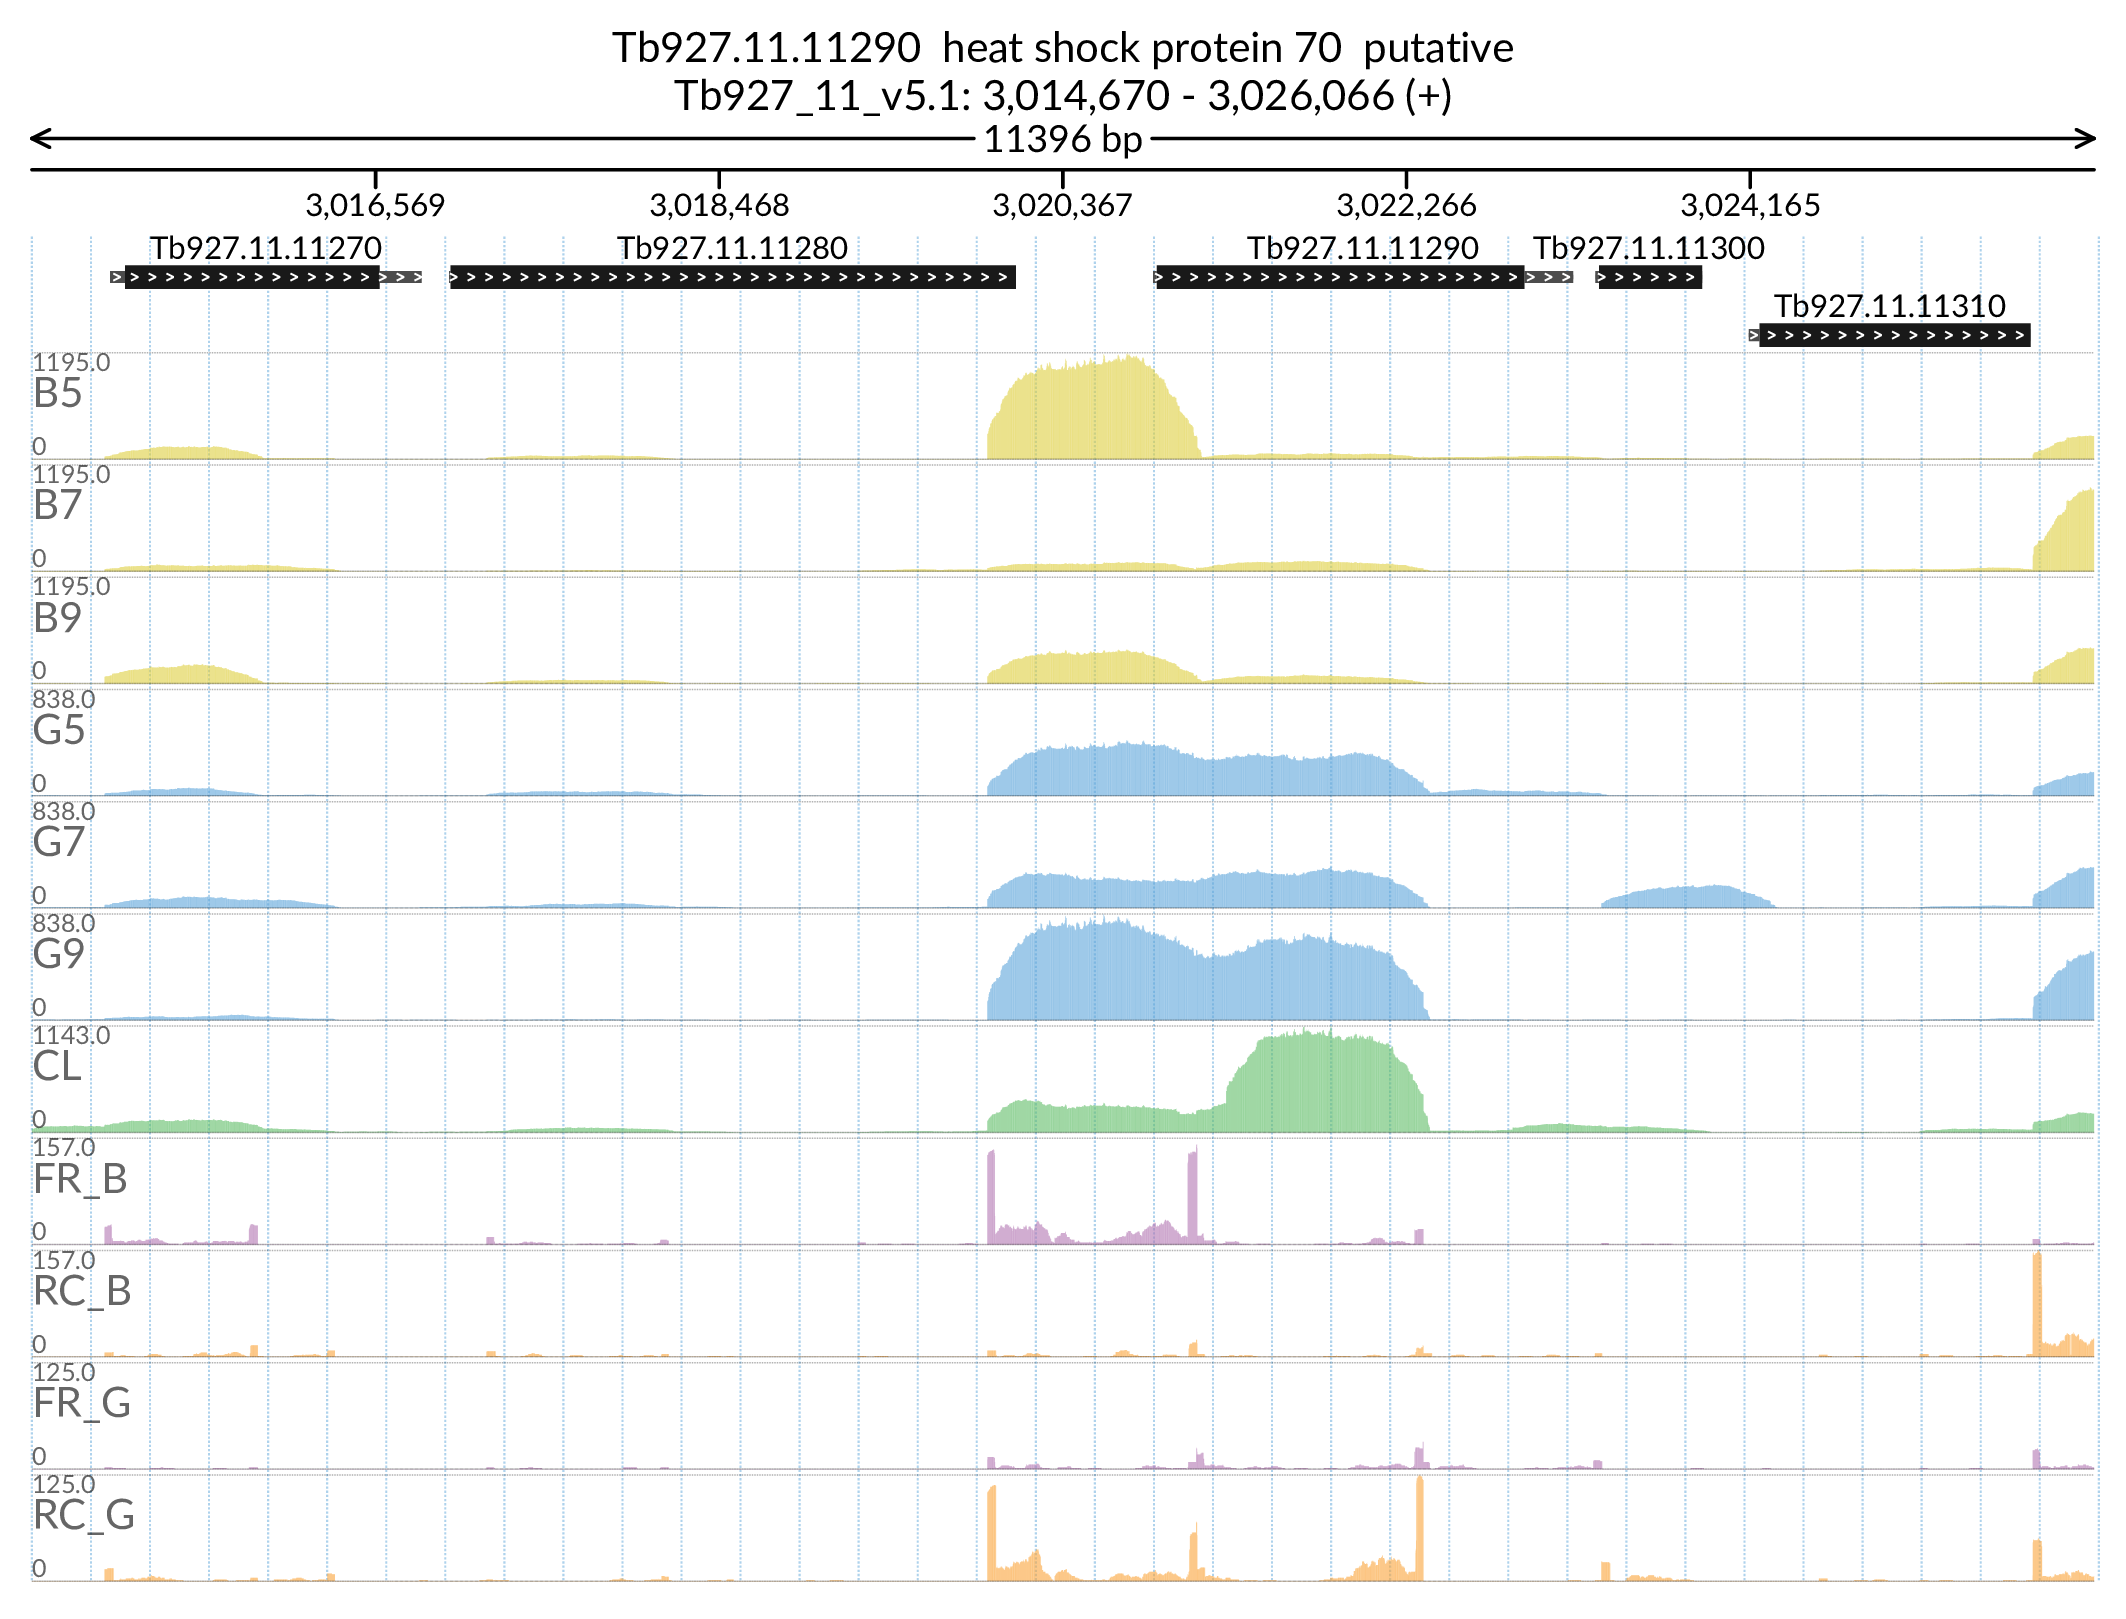 Tb927.11.11290  heat shock protein 70  putative
Tb927_11_v5.1: 3,014,670 - 3,026,066 (+)
11396 bp
3,016,569 3,018,468 3,020,367 3,022,266 3,024,165
Tb927.11.11270 Tb927.11.11280 Tb927.11.11290 Tb927.11.11300
Tb927.11.11310
1195.0
B5
0
1195.0
B7
0
1195.0
B9
0
838.0
G5
0
838.0
G7
0
838.0
G9
0
1143.0
CL
0
157.0
FR_B
0
157.0
RC_B
0
125.0
FR_G
0
125.0
RC_G
0